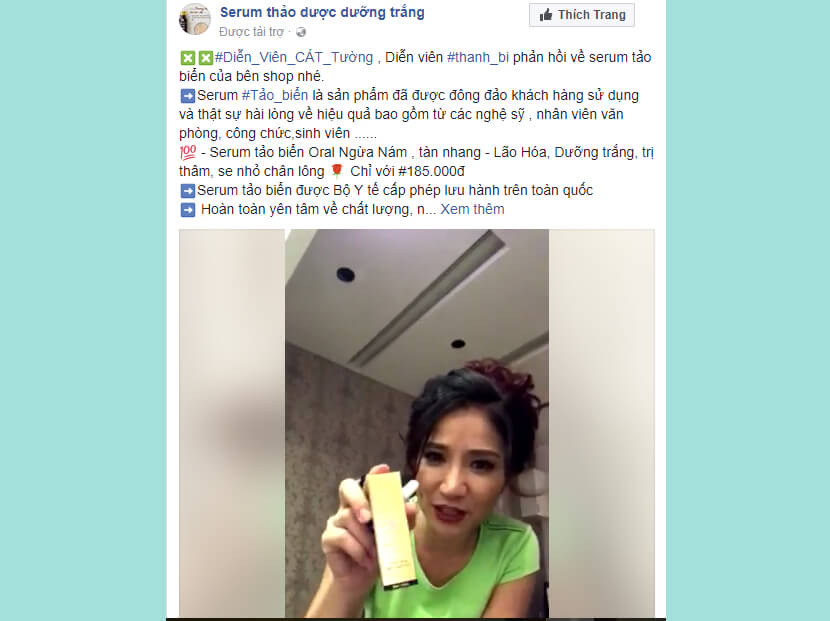 Serum thảo dược dưỡng trắng
Thích Trang
Được tài trợ ·
#Diễn_Viên_CÁT_Tường , Diễn viên #thanh_bi phản hồi về serum tảo
biển của bên shop nhé.
Serum #Tảo_biển là sản phẩm đã được đông đảo khách hàng sử dụng
và thật sự hài lòng về hiệu quả bao gồm từ các nghệ sỹ , nhân viên văn
phòng, công chức,sinh viên ......
💯 - Serum tảo biển Oral Ngừa Nám , tàn nhang - Lão Hóa, Dưỡng trắng, trị
thâm, se nhỏ chân lông 🌹 Chỉ với #185.000đ
Serum tảo biển được Bộ Y tế cấp phép lưu hành trên toàn quốc
Hoàn toàn yên tâm về chất lượng, n... Xem thêm